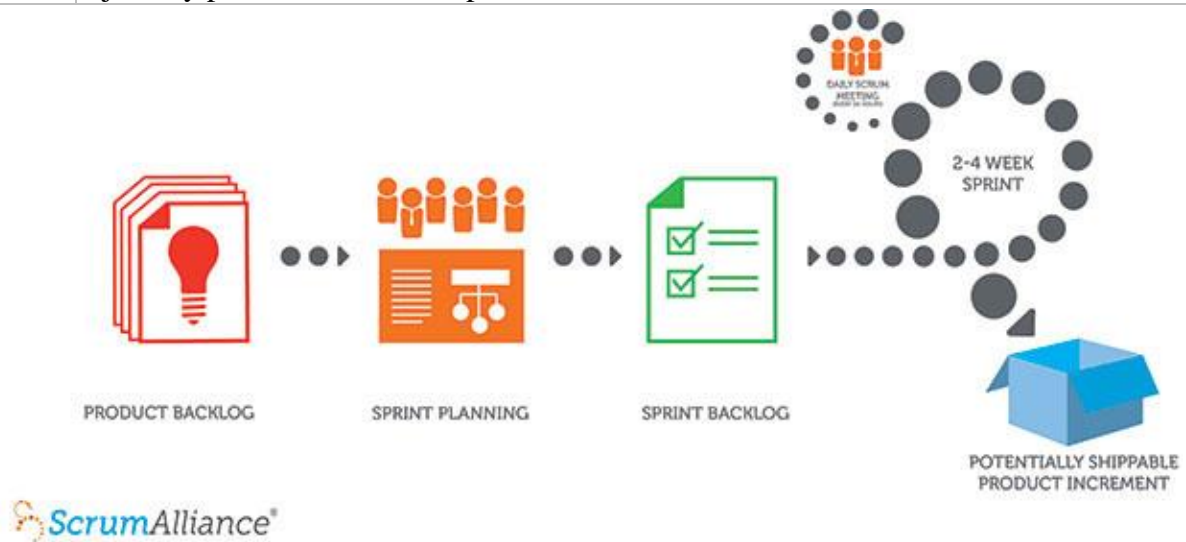 DAILY SCRUM
MEETING
2-4 WEEK
SPRINT
PRODUCT BACKLOG
SPRINT PLANNING
SPRINT BACKLOG
POTENTIALLY SHIPPABLE
PRODUCT INCREMENT
ScrumAlliance®